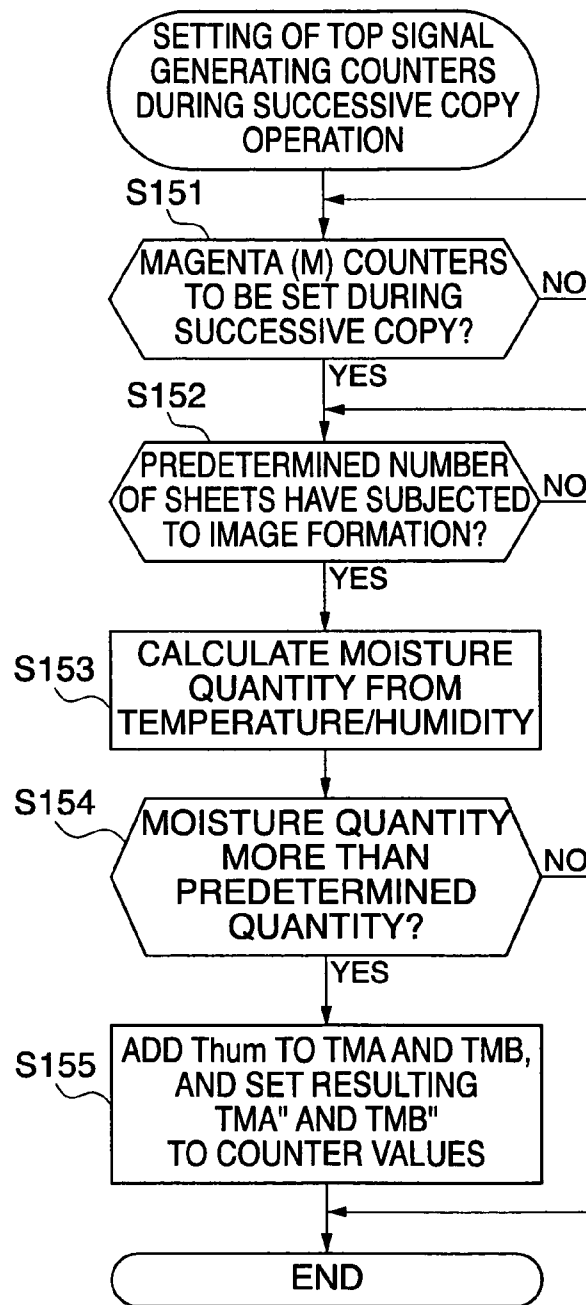 SETTING OF TOP SIGNAL
GENERATING COUNTERS
DURING SUCCESSIVE COPY
OPERATION
S151
MAGENTA (M) COUNTERS
TO BE SET DURING
SUCCESSIVE COPY?
NO
YES
S152
PREDETERMINED NUMBER
OF SHEETS HAVE SUBJECTED
TO IMAGE FORMATION?
NO
YES
S153
CALCULATE MOISTURE
QUANTITY FROM
TEMPERATURE/HUMIDITY
S154
MOISTURE QUANTITY
MORE THAN
PREDETERMINED
QUANTITY?
NO
YES
S155
ADD Thum TO TMA AND TMB,
AND SET RESULTING
TMA" AND TMB"
TO COUNTER VALUES
END